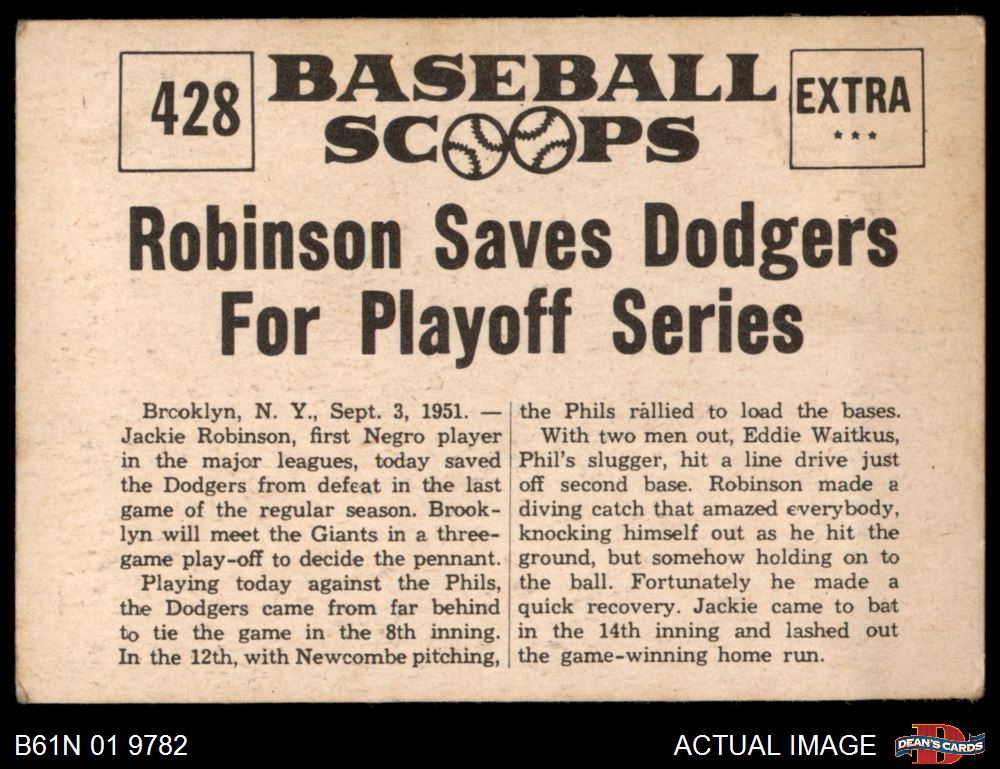 428
BASEBALL
SCOOPS
EXTRA
Robinson Saves Dodgers
For Playoff Series
Brooklyn, N. Y., Sept. 3, 1951. —
Jackie Robinson, first Negro player
in the major leagues, today saved
the Dodgers from defeat in the last
game of the regular season. Brook-
lyn will meet the Giants in a three-
game play-off to decide the pennant.
Playing today against the Phils,
the Dodgers came from far behind
to tie the game in the 8th inning.
In the 12th, with Newcombe pitching,
the Phils rallied to load the bases.
With two men out, Eddie Waitkus,
Phil's slugger, hit a line drive just
off second base. Robinson made a
diving catch that amazed everybody,
knocking himself out as he hit the
ground, but somehow holding on to
the ball. Fortunately he made a
quick recovery. Jackie came to bat
in the 14th inning and lashed out
the game-winning home run.
B61N 01 9782
ACTUAL IMAGE
D
DEAN'S CARDS